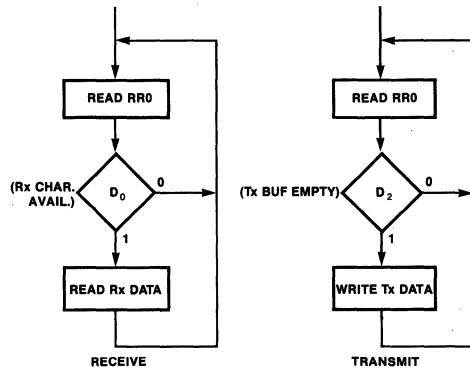 READ RR0
(Rx CHAR.
AVAIL.)
D0
0
1
READ Rx DATA
RECEIVE
READ RR0
(Tx BUF EMPTY)
D2
0
1
WRITE Tx DATA
TRANSMIT